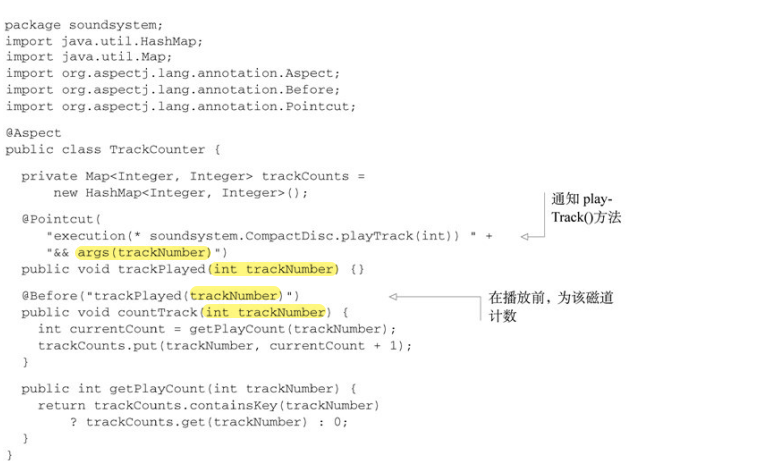 package soundsystem;
import java.util.HashMap;
import java.util.Map;
import org.aspectj.lang.annotation.Aspect;
import org.aspectj.lang.annotation.Before;
import org.aspectj.lang.annotation.Pointcut;
@Aspect
public class TrackCounter {
private Map<Integer, Integer> trackCounts =
new HashMap<Integer, Integer>();
@Pointcut(
"execution(* soundsystem.CompactDisc.playTrack(int)) " +
"&& args(trackNumber)")
public void trackPlayed(int trackNumber) {}
通知 play-
Track()方法
@Before("trackPlayed(trackNumber)")
public void countTrack(int trackNumber) {
int currentCount = getPlayCount(trackNumber);
trackCounts.put(trackNumber, currentCount + 1);
}
在播放前，为该磁道
计数
public int getPlayCount(int trackNumber) {
return trackCounts.containsKey(trackNumber)
? trackCounts.get(trackNumber) : 0;
}
}